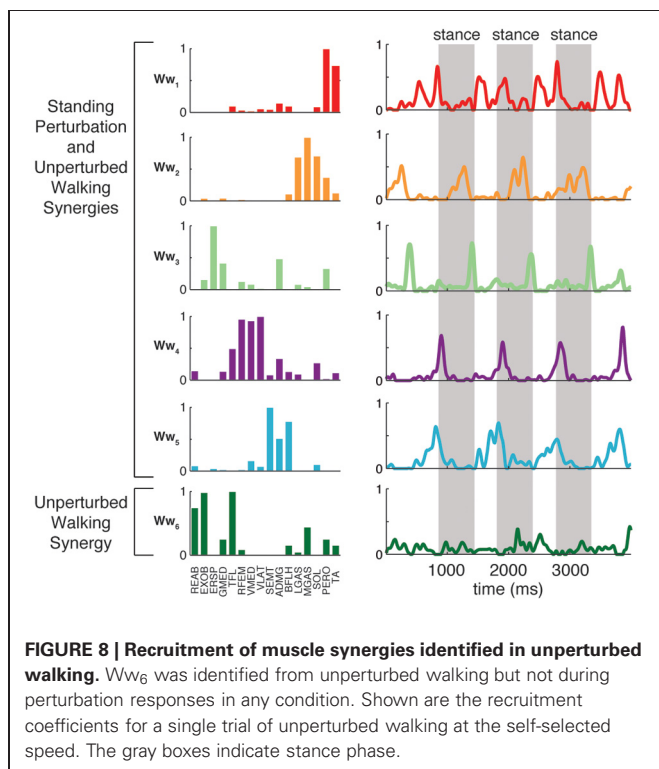 stance stance stance
Standing
Perturbation
and
Unperturbed
Walking
Synergies
Ww1
1
0
1
0
Ww2
1
0
1
0
Ww3
1
0
1
0
Ww4
1
0
1
0
Ww5
1
0
1
0
Unperturbed
Walking
Synergy
Ww6
1
0
1
0
REAB
EXOB
ERSP
GMED
TFL
RFEM
VMED
VLAT
SEMT
ADMG
BFLH
LGAS
MGAS
SOL
PERO
TA
1000 2000 3000
time (ms)
FIGURE 8 | Recruitment of muscle synergies identified in unperturbed
walking. Ww6 was identified from unperturbed walking but not during
perturbation responses in any condition. Shown are the recruitment
coefficients for a single trial of unperturbed walking at the self-selected
speed. The gray boxes indicate stance phase.